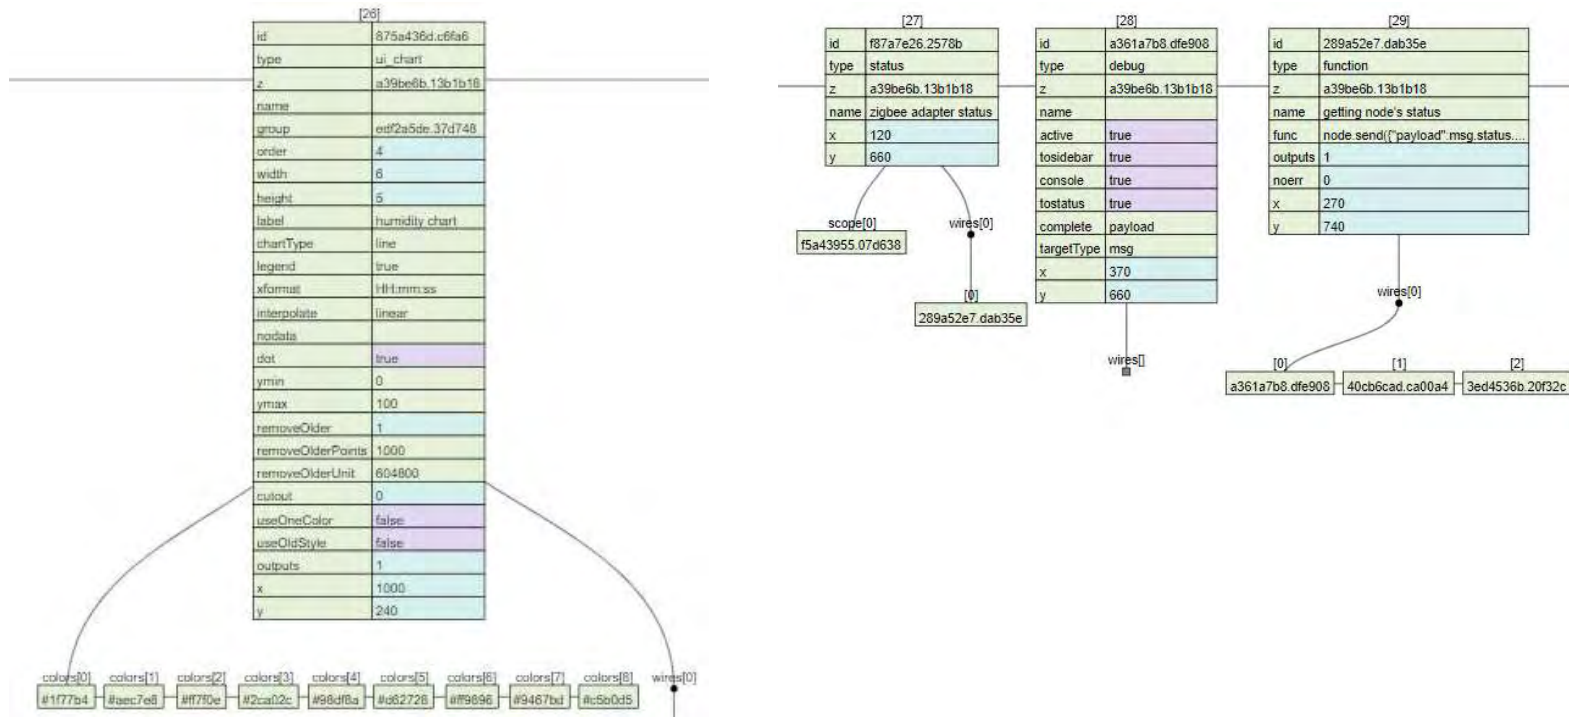 [26]
id 875a436d.c6fa6
type ui_chart
z a39be6b.13b1b18
name
group edf2a5de.37d748
order 4
width 6
height 5
label humidity chart
chartType line
legend true
xformat HH:mm:ss
interpolate linear
nodata
dot true
ymin 0
ymax 100
removeOlder 1
removeOlderPoints 1000
removeOlderUnit 604800
cutout 0
useOneColor false
useOldStyle false
outputs 1
x 1000
y 240
colors[0] colors[1] colors[2] colors[3] colors[4] colors[5] colors[6] colors[7] colors[8] wires[0]
#1f77b4 #aec7e8 #ff7f0e #2ca02c #98df8a #d62728 #ff9896 #9467bd #c5b0d5
[27]
id f87a7e26.2578b
type status
z a39be6b.13b1b18
name zigbee adapter status
x 120
y 660
scope[0] wires[0]
f5a43955.07d638
[0]
289a52e7.dab35e
[28]
id a361a7b8.dfe908
type debug
z a39be6b.13b1b18
name
active true
tosidebar true
console true
tostatus true
complete payload
targetType msg
x 370
y 660
wires[]
[29]
id 289a52e7.dab35e
type function
z a39be6b.13b1b18
name getting node's status
func node.send({"payload":msg.status....
outputs 1
noerr 0
x 270
y 740
wires[0]
[0] [1] [2]
a361a7b8.dfe908 40cb6cad.ca00a4 3ed4536b.20f32c